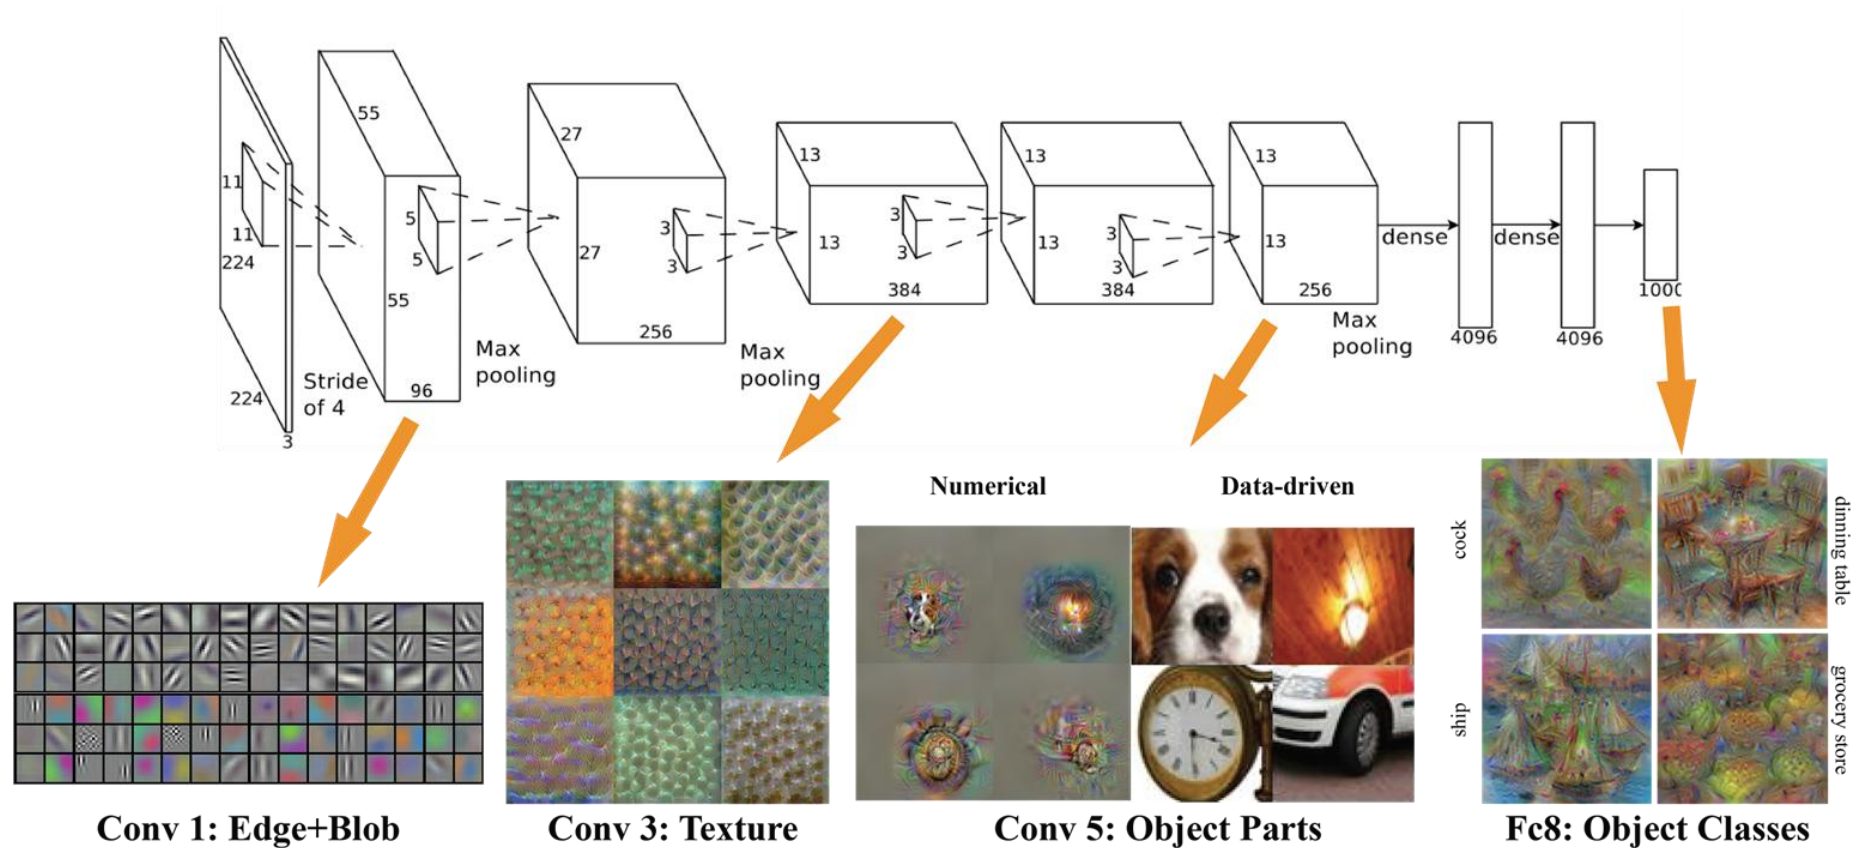 55
27
13
13
13
11
5
3
3
3
11
5
3
3
3
224
55
27
13
13
13
dense
dense
384
384
256
1000
96
256
Max
pooling
Max
pooling
Max
pooling
4096
4096
Stride
of 4
224
3
Numerical
Data-driven
cock
dinning table
ship
grocery store
Conv 1: Edge+Blob
Conv 3: Texture
Conv 5: Object Parts
Fc8: Object Classes